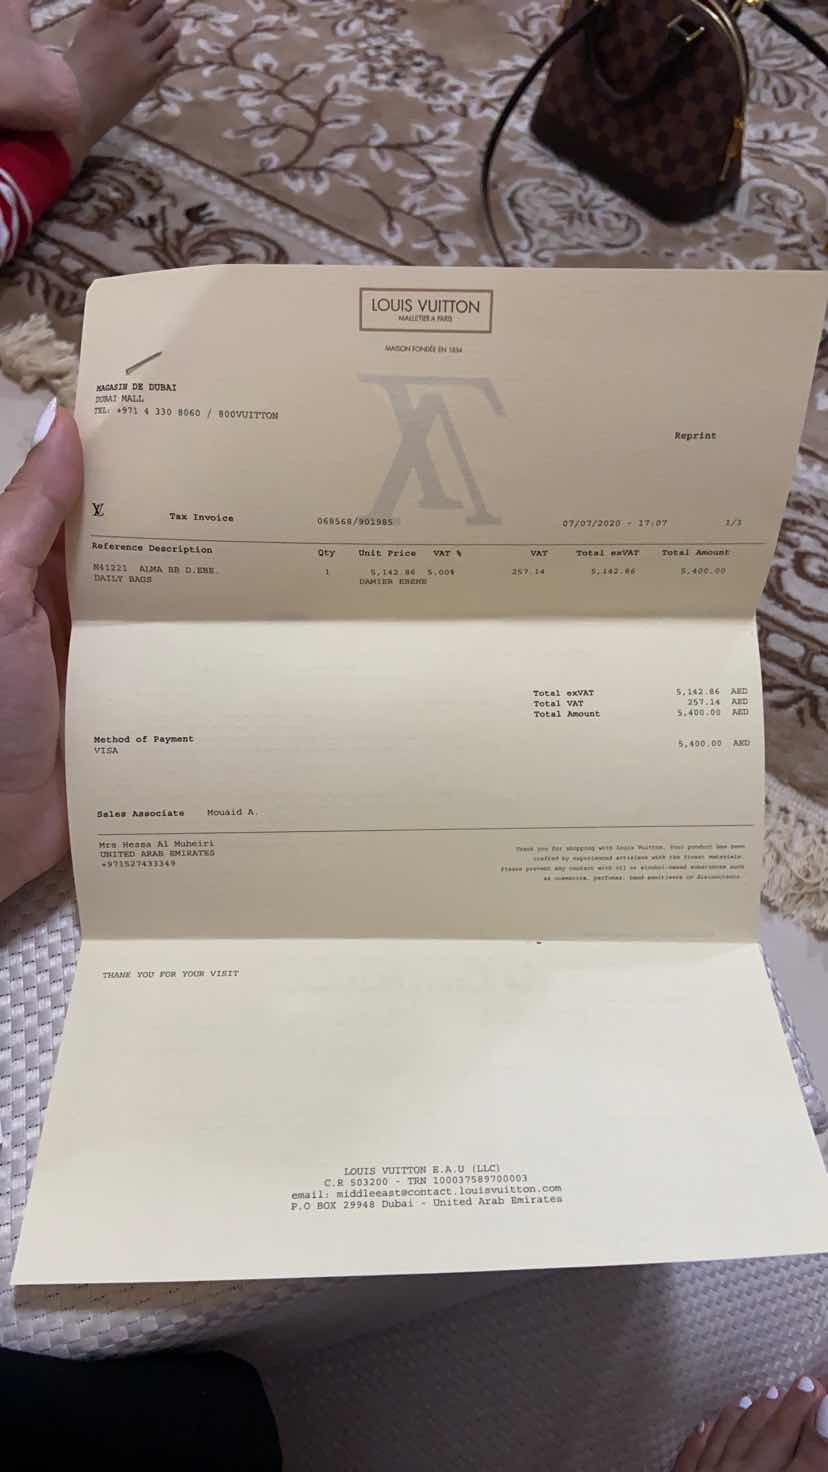 LOUIS VUITTON
MALLETIER A PARIS
MAISON FONDÉE EN 1854
MAGASIN DE DUBAI
DUBAI MALL
TEL: +971 4 330 8060 / 800VUITTON
Reprint
Tax Invoice 068568/901985 07/07/2020 - 17:07 1/1
Reference Description Qty Unit Price VAT % VAT Total exVAT Total Amount
N41221 ALMA BB D.EBE. 1 5,142.86 5.00% 257.14 5,142.86 5,400.00
DAILY BAGS DAMIER EBENE
Total exVAT 5,142.86 AED
Total VAT 257.14 AED
Total Amount 5,400.00 AED
Method of Payment
VISA 5,400.00 AED
Sales Associate Mouaid A.
Mrs Hessa Al Muheiri
UNITED ARAB EMIRATES
+971527433349
Thank you for shopping with Louis Vuitton. Your product has been
crafted by experienced artisians with the finest materials.
Please prevent any contact with oil or alcohol-based substances such
as cosmetics, perfumes, hand sanitizers or disinfectants.
THANK YOU FOR YOUR VISIT
LOUIS VUITTON E.A.U (LLC)
C.R 503200 - TRN 100037589700003
email: middleeast@contact.louisvuitton.com
P.O BOX 29948 Dubai - United Arab Emirates